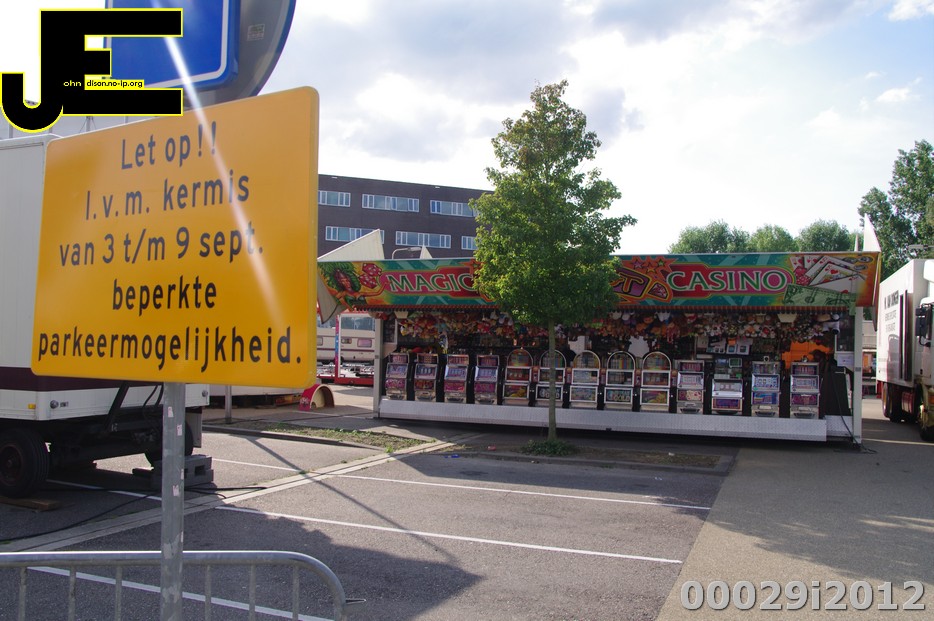 JE
ohn dison.no-ip.org
Let op!!
I.v.m. kermis
van 3 t/m 9 sept.
beperkte
parkeermogelijkheid.
MAGIC
CASINO
00029i2012